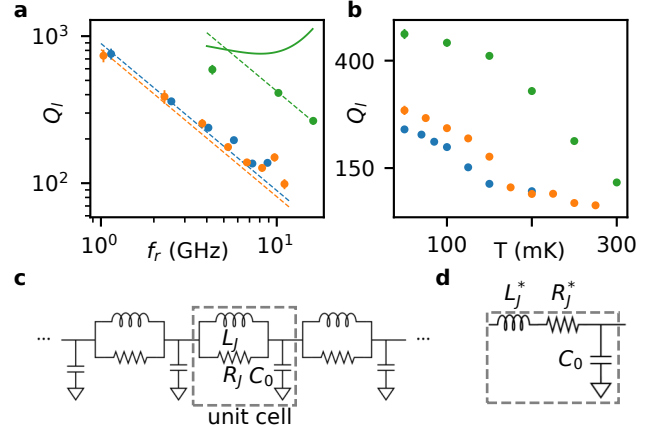 a
b
10³
10²
Q_l
10⁰
10¹
f_r (GHz)
400
150
Q_l
100
300
T (mK)
c
d
...
L_J
R_J
C_0
...
unit cell
L_J^*
R_J^*
C_0